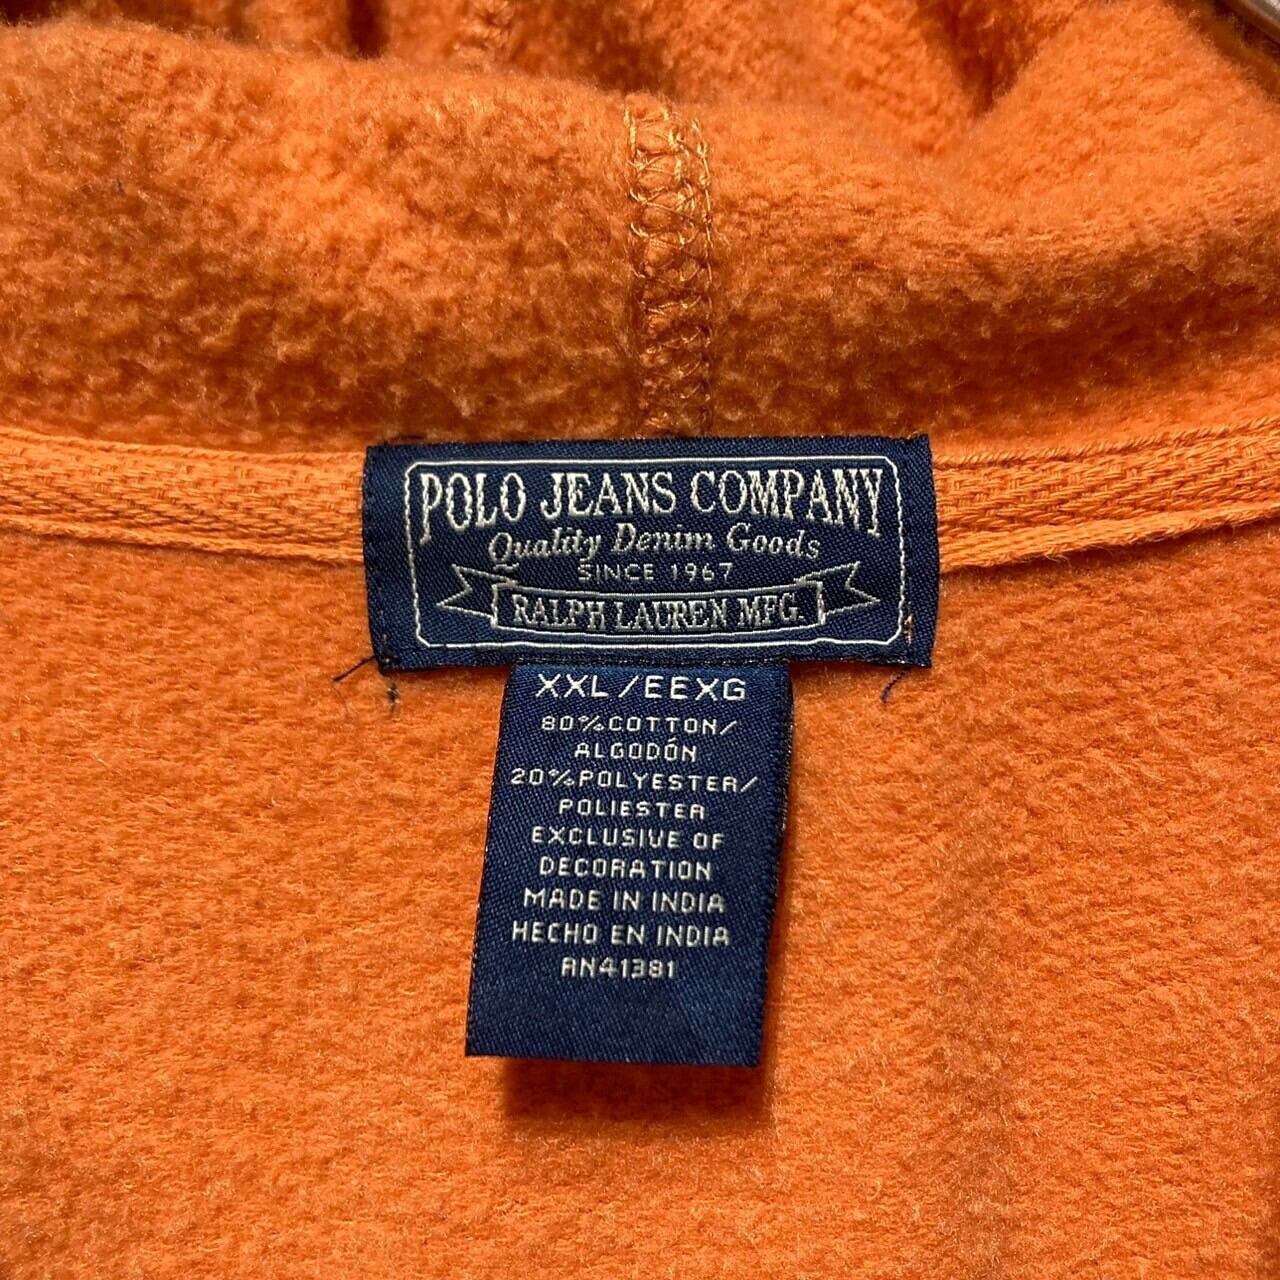 POLO JEANS COMPANY
Quality Denim Goods
SINCE 1967
RALPH LAUREN MFG.
XXL/EEXG
80%COTTON/
ALGODÓN
20%POLYESTER/
POLIESTER
EXCLUSIVE OF
DECORATION
MADE IN INDIA
HECHO EN INDIA
RN41381